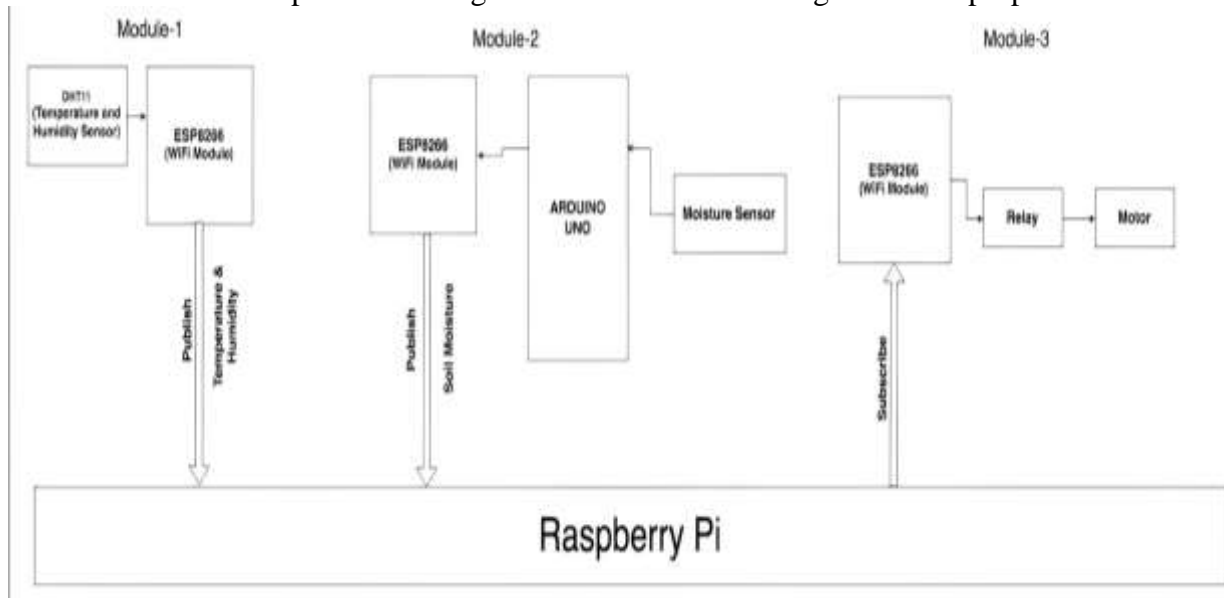 Module-1
Module-2
Module-3
DHT11
(Temperature and
Humidity Sensor)
ESP8266
(WiFi Module)
ESP8266
(WiFi Module)
ARDUINO
UNO
Moisture Sensor
ESP8266
(WiFi Module)
Relay
Motor
Publish
Temperature &
Humidity
Publish
Soil Moisture
Subscribe
Raspberry Pi